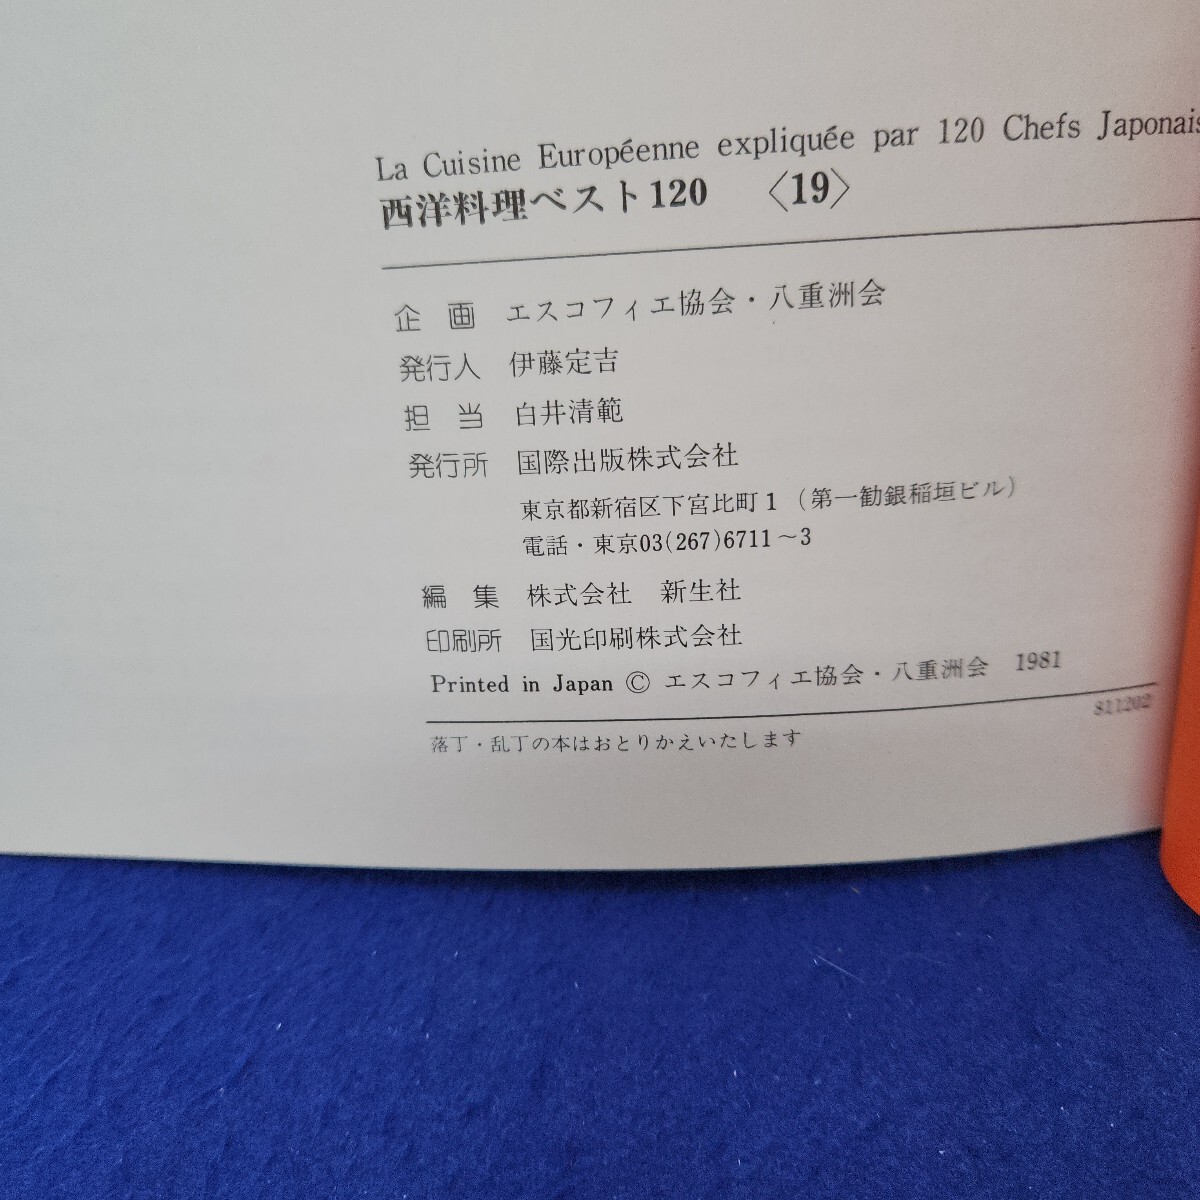 La Cuisine Européenne expliquée par 120 Chefs Japonais
西洋料理ベスト120 〈19〉
企画 エスコフィエ協会・八重洲会
発行人 伊藤定吉
担当 白井清範
発行所 国際出版株式会社
東京都新宿区下宮比町1（第一勧銀稲垣ビル）
電話・東京03(267)6711〜3
編集 株式会社 新生社
印刷所 国光印刷株式会社
Printed in Japan © エスコフィエ協会・八重洲会 1981
811202
落丁・乱丁の本はおとりかえいたします